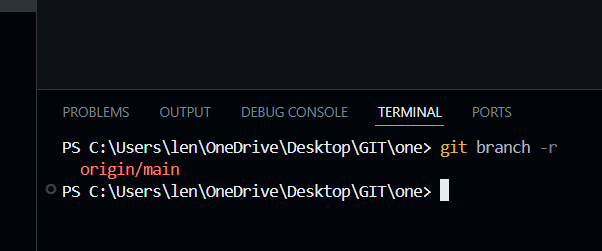 PROBLEMS OUTPUT DEBUG CONSOLE TERMINAL PORTS
PS C:\Users\len\OneDrive\Desktop\GIT\one> git branch -r
origin/main
PS C:\Users\len\OneDrive\Desktop\GIT\one>